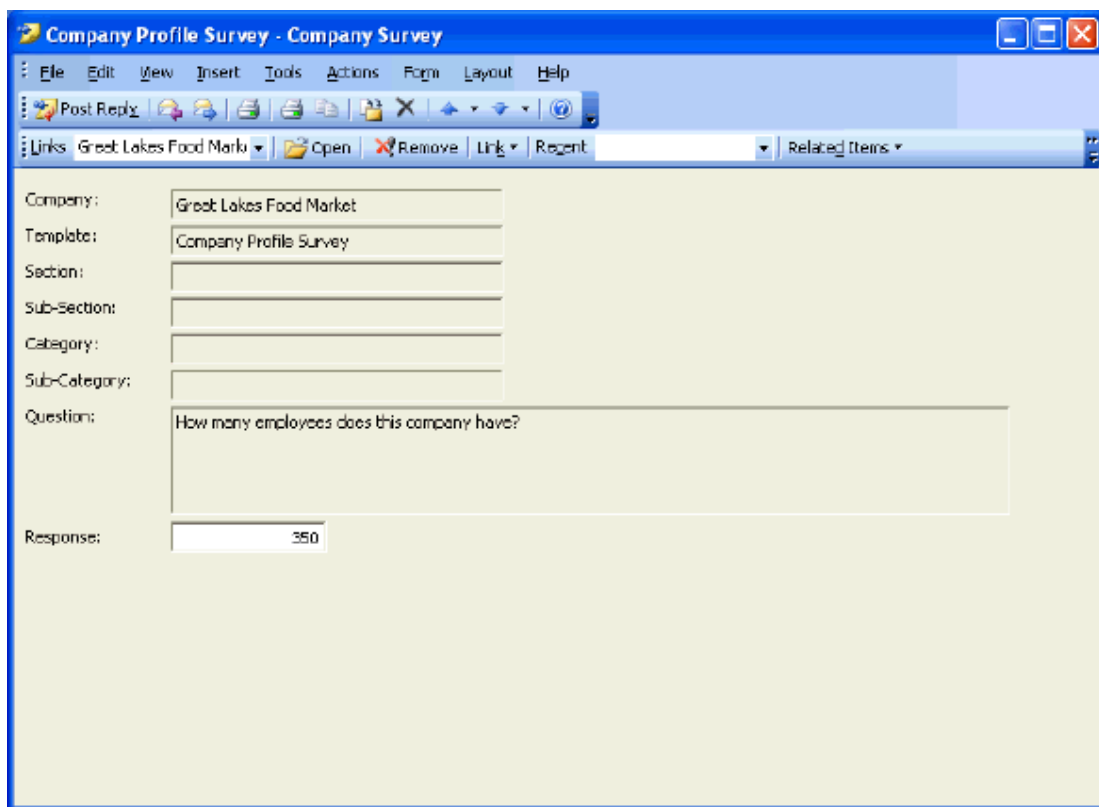 Company Profile Survey - Company Survey
File Edit View Insert Tools Actions Form Layout Help
Post Reply
Links Great Lakes Food Mark Open Remove Link Recent Related Items
Company: Great Lakes Food Market
Template: Company Profile Survey
Section:
Sub-Section:
Category:
Sub-Category:
Question: How many employees does this company have?
Response: 350